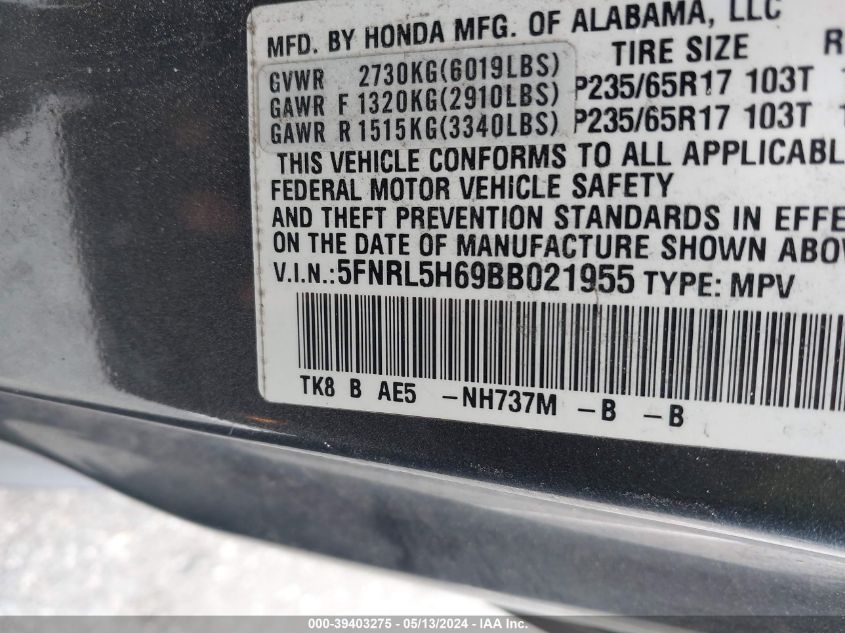 MFD. BY HONDA MFG. OF ALABAMA, LLC
TIRE SIZE R
GVWR 2730KG(6019LBS)
GAWR F 1320KG(2910LBS) P235/65R17 103T
GAWR R 1515KG(3340LBS) P235/65R17 103T
THIS VEHICLE CONFORMS TO ALL APPLICABL
FEDERAL MOTOR VEHICLE SAFETY
AND THEFT PREVENTION STANDARDS IN EFFE
ON THE DATE OF MANUFACTURE SHOWN ABOV
V.I.N.: 5FNRL5H69BB021955 TYPE: MPV
TK8 B AE5 -NH737M -B -B
000-39403275 - 05/13/2024 - IAAI.COM